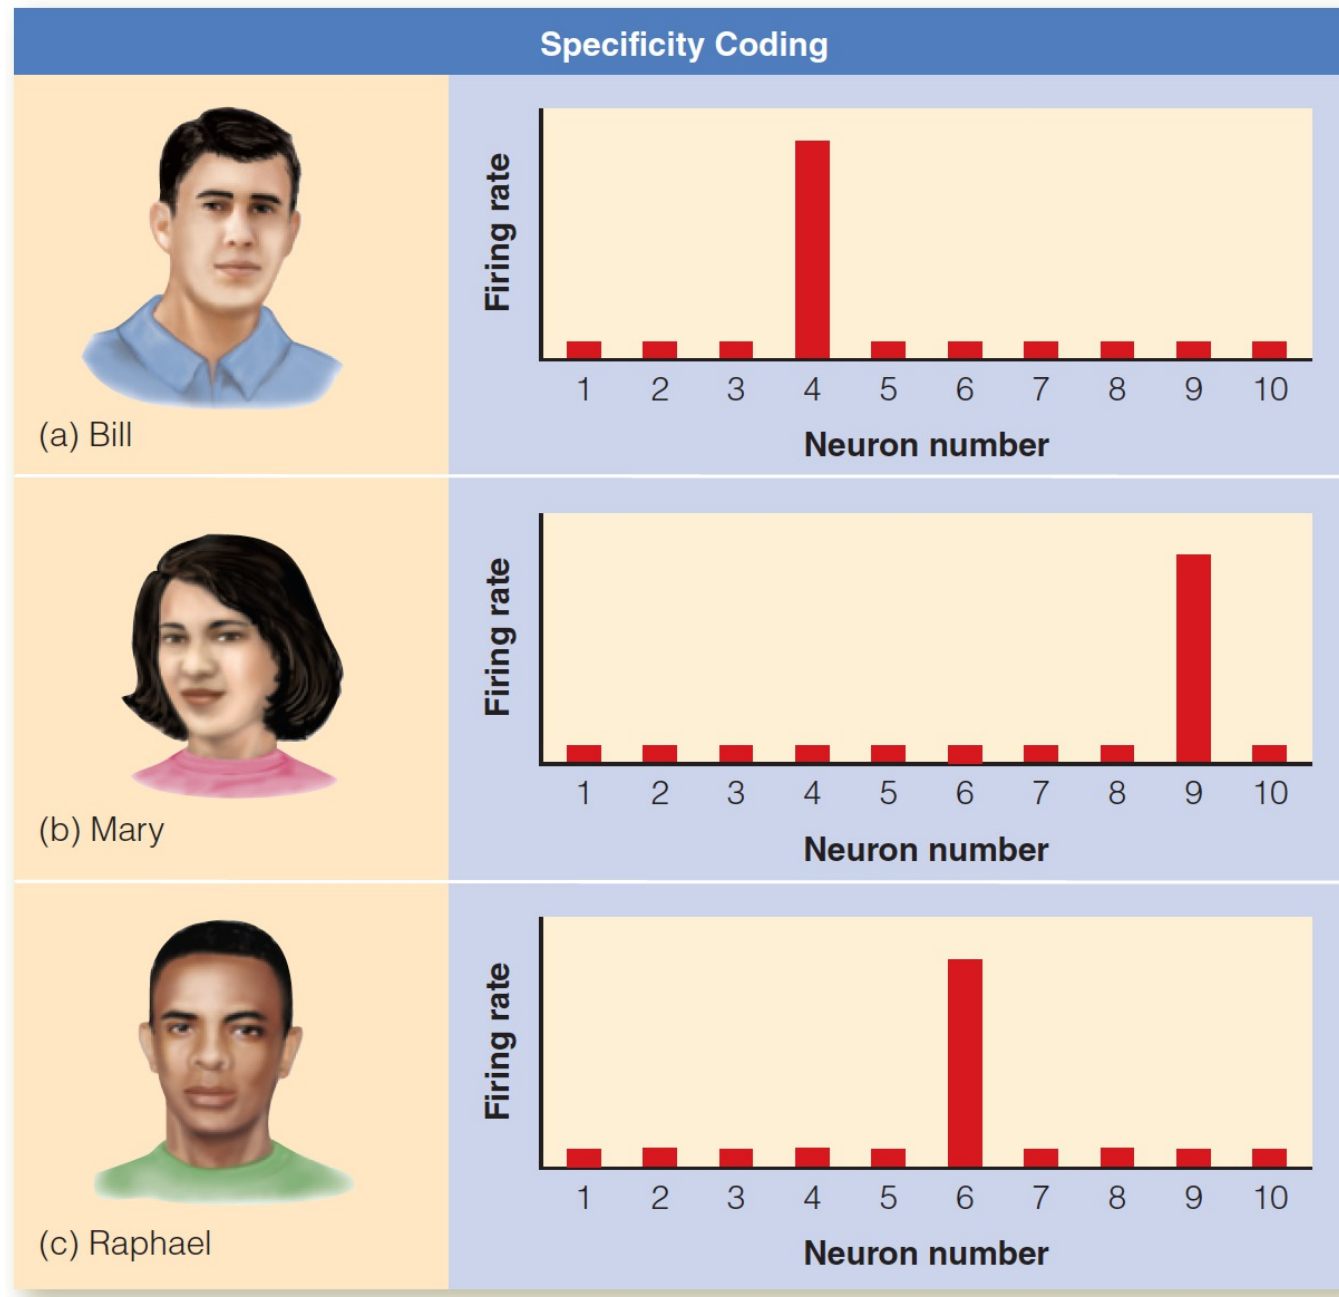 Specificity Coding
Firing rate
1 2 3 4 5 6 7 8 9 10
Neuron number
(a) Bill
Firing rate
1 2 3 4 5 6 7 8 9 10
Neuron number
(b) Mary
Firing rate
1 2 3 4 5 6 7 8 9 10
Neuron number
(c) Raphael